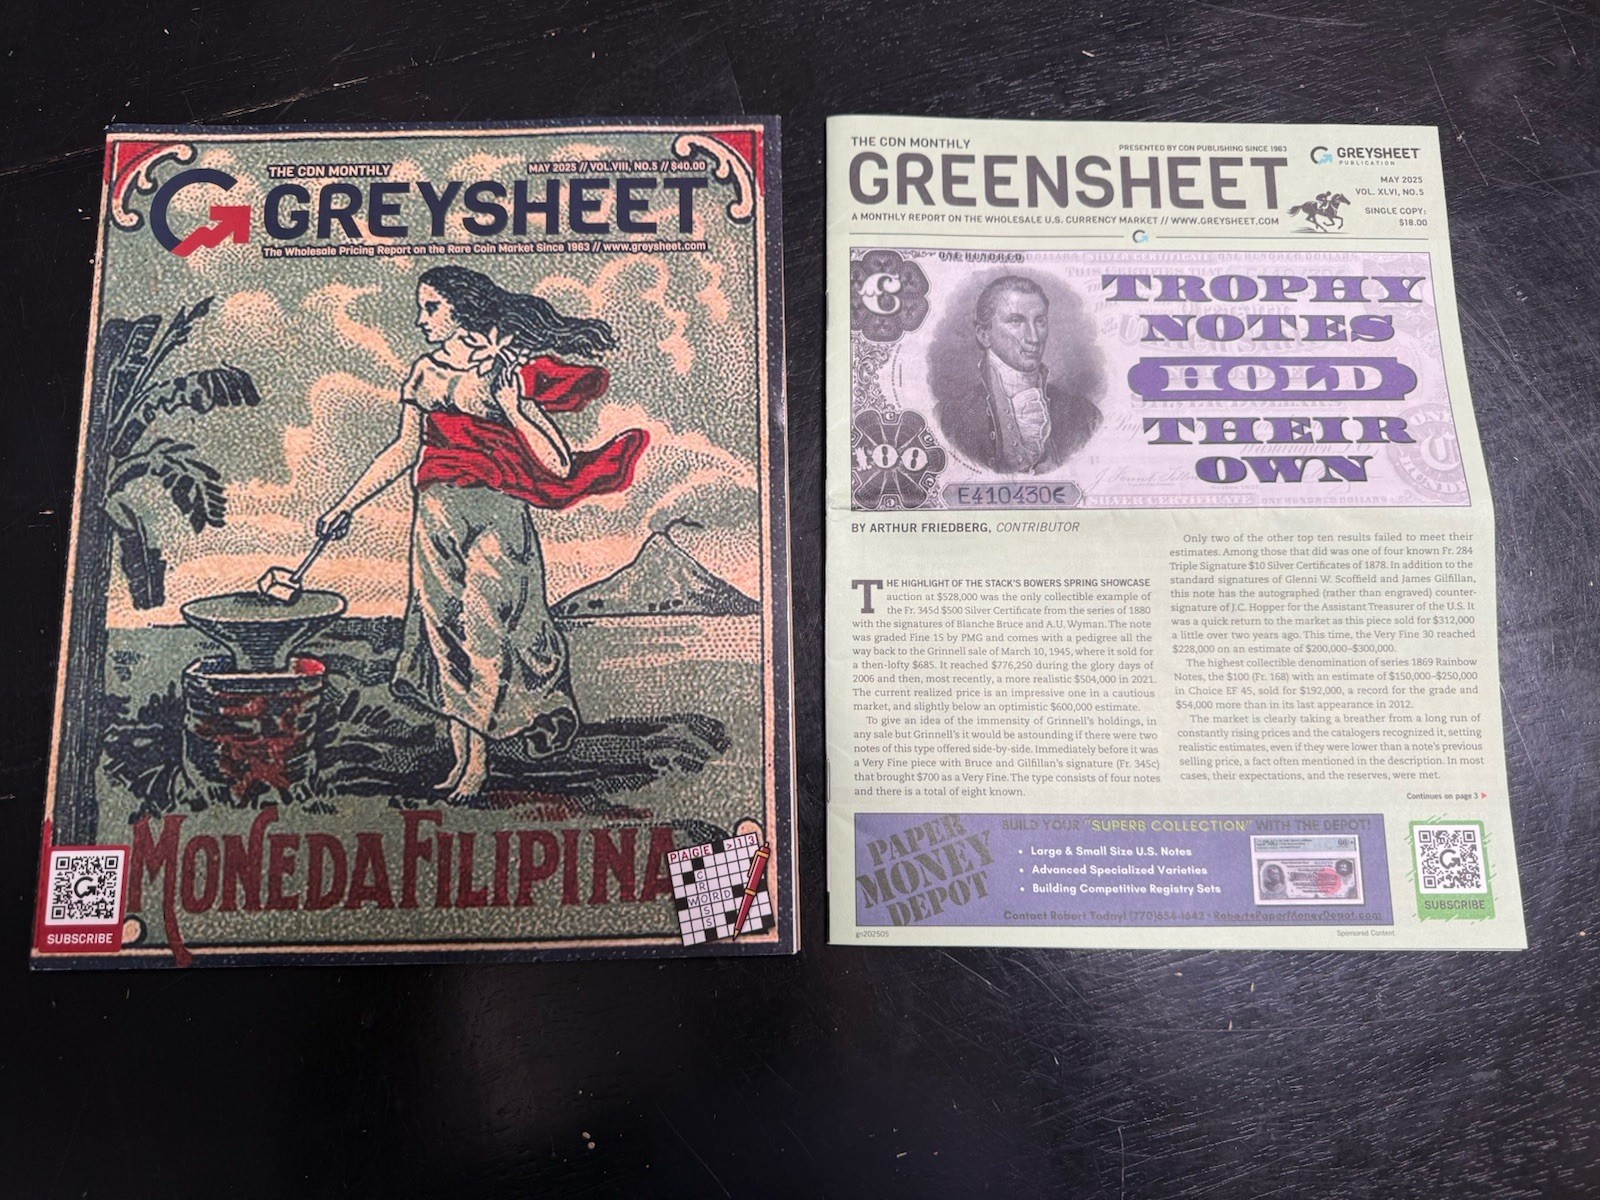 THE CDN MONTHLY
MAY 2025 // VOL.VIII, NO.5 // $40.00
GREYSHEET
The Wholesale Pricing Report on the Rare Coin Market Since 1963 // www.greysheet.com
MONEDA FILIPINA
SUBSCRIBE
PAGE > 13
CROSS
WORD
THE CDN MONTHLY
PRESENTED BY CDN PUBLISHING SINCE 1963
GREENSHEET
A MONTHLY REPORT ON THE WHOLESALE U.S. CURRENCY MARKET // WWW.GREYSHEET.COM
GREYSHEET
PUBLICATION
MAY 2025
VOL. XLVI, NO.5
SINGLE COPY:
$18.00
ONE HUNDRED
SILVER CERTIFICATE
100
E410430E
SILVER CERTIFICATE
ONE HUNDRED DOLLARS
TROPHY
NOTES
HOLD
THEIR
OWN
BY ARTHUR FRIEDBERG, CONTRIBUTOR
THE HIGHLIGHT OF THE STACK'S BOWERS SPRING SHOWCASE
auction at $528,000 was the only collectible example of
the Fr. 345d $500 Silver Certificate from the series of 1880
with the signatures of Blanche Bruce and A.U. Wyman. The note
was graded Fine 15 by PMG and comes with a pedigree all the
way back to the Grinnell sale of March 10, 1945, where it sold for
a then-lofty $685. It reached $776,250 during the glory days of
2006 and then, most recently, a more realistic $504,000 in 2021.
The current realized price is an impressive one in a cautious
market, and slightly below an optimistic $600,000 estimate.
To give an idea of the immensity of Grinnell's holdings, in
any sale but Grinnell's it would be astounding if there were two
notes of this type offered side-by-side. Immediately before it was
a Very Fine piece with Bruce and Gilfillan's signature (Fr. 345c)
that brought $700 as a Very Fine. The type consists of four notes
and there is a total of eight known.
Only two of the other top ten results failed to meet their
estimates. Among those that did was one of four known Fr. 284
Triple Signature $10 Silver Certificates of 1878. In addition to the
standard signatures of Glenni W. Scoffield and James Gilfillan,
this note has the autographed (rather than engraved) counter-
signature of J.C. Hopper for the Assistant Treasurer of the U.S. It
was a quick return to the market as this piece sold for $312,000
a little over two years ago. This time, the Very Fine 30 reached
$228,000 on an estimate of $200,000–$300,000.
The highest collectible denomination of series 1869 Rainbow
Notes, the $100 (Fr. 168) with an estimate of $150,000–$250,000
in Choice EF 45, sold for $192,000, a record for the grade and
$54,000 more than in its last appearance in 2012.
The market is clearly taking a breather from a long run of
constantly rising prices and the catalogers recognized it, setting
realistic estimates, even if they were lower than a note's previous
selling price, a fact often mentioned in the description. In most
cases, their expectations, and the reserves, were met.
Continues on page 3
PAPER
MONEY
DEPOT
BUILD YOUR "SUPERB COLLECTION" WITH THE DEPOT!
• Large & Small Size U.S. Notes
• Advanced Specialized Varieties
• Building Competitive Registry Sets
Contact Robert Today! (770)654-1642 · RobertsPaperMoneyDepot.com
SUBSCRIBE
gn202505
Sponsored Content